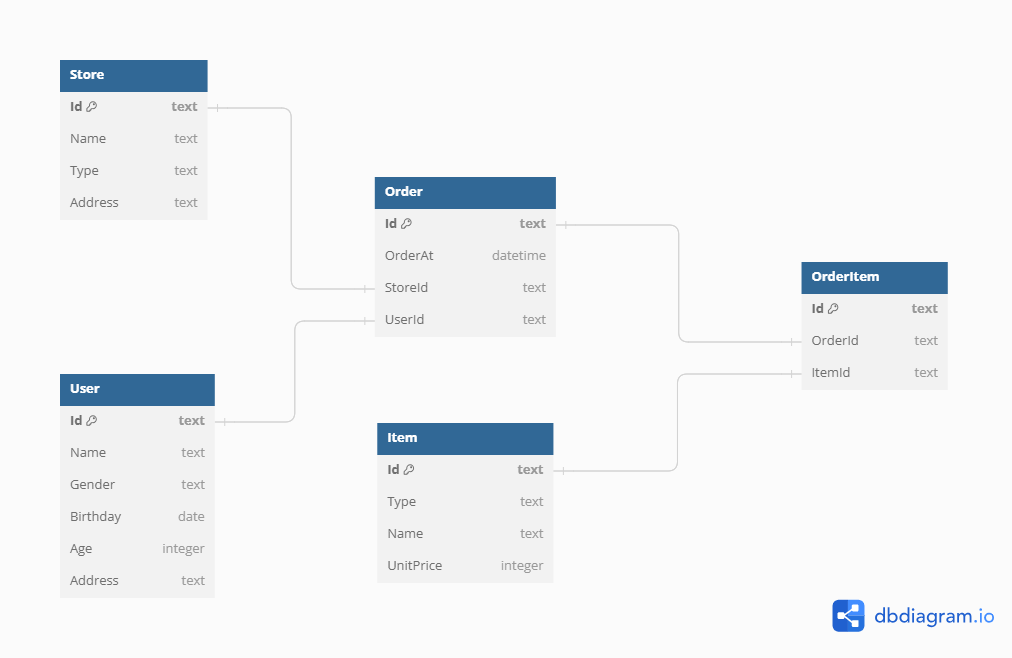 Store
Id text
Name text
Type text
Address text
Order
Id text
OrderAt datetime
StoreId text
UserId text
OrderItem
Id text
OrderId text
ItemId text
User
Id text
Name text
Gender text
Birthday date
Age integer
Address text
Item
Id text
Type text
Name text
UnitPrice integer
dbdiagram.io